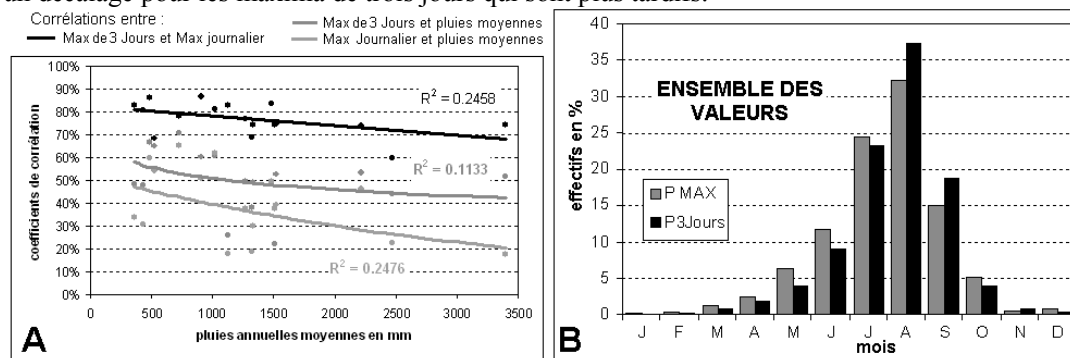 un décalage pour les maxima de trois jours qui sont plus tardifs.
Corrélations entre :
Max de 3 Jours et pluies moyennes
Max de 3 Jours et Max journalier
Max Journalier et pluies moyennes
100%
90%
80%
70%
60%
50%
40%
30%
20%
10%
0%
coefficients de corrélation
R² = 0.2458
R² = 0.1133
R² = 0.2476
0 500 1000 1500 2000 2500 3000 3500
pluies annuelles moyennes en mm
A
40
35
30
25
20
15
10
5
0
effectifs en %
ENSEMBLE DES
VALEURS
P MAX
P3Jours
J F M A M J J A S O N D
mois
B